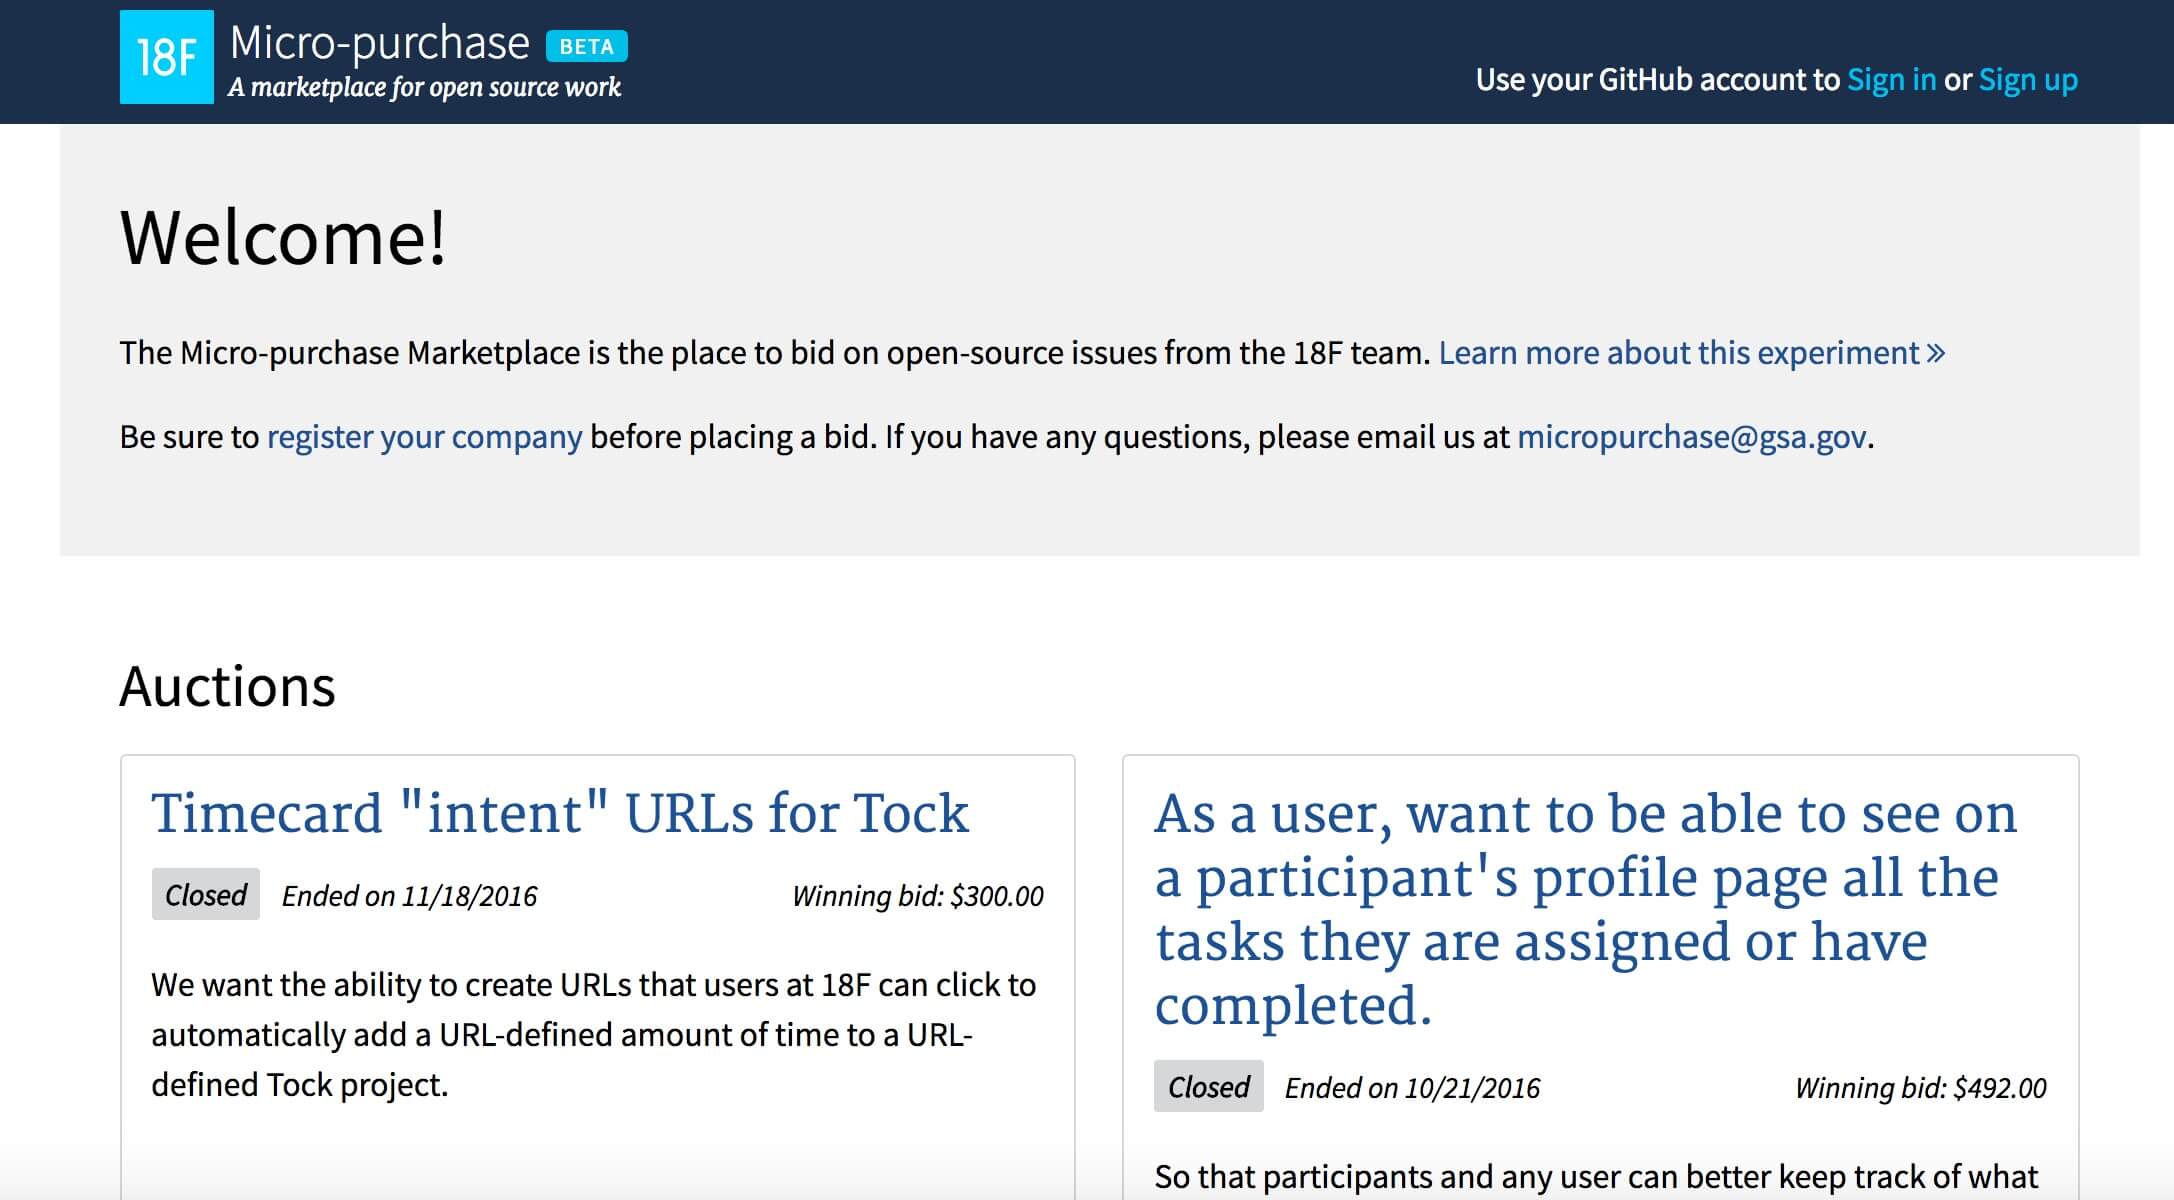 18F
Micro-purchase BETA
A marketplace for open source work
Use your GitHub account to Sign in or Sign up
Welcome!
The Micro-purchase Marketplace is the place to bid on open-source issues from the 18F team. Learn more about this experiment »
Be sure to register your company before placing a bid. If you have any questions, please email us at micropurchase@gsa.gov.
Auctions
Timecard "intent" URLs for Tock
Closed Ended on 11/18/2016 Winning bid: $300.00
We want the ability to create URLs that users at 18F can click to
automatically add a URL-defined amount of time to a URL-
defined Tock project.
As a user, want to be able to see on
a participant's profile page all the
tasks they are assigned or have
completed.
Closed Ended on 10/21/2016 Winning bid: $492.00
So that participants and any user can better keep track of what